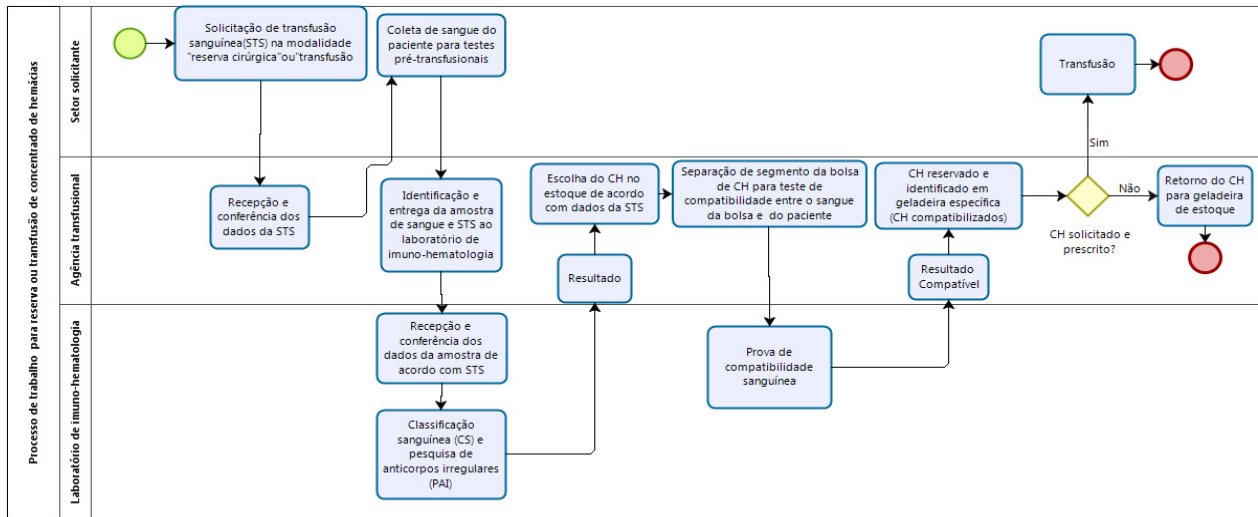 Processo de trabalho para reserva ou transfusão de concentrado de hemácias
Setor solicitante
Solicitação de transfusão
sanguínea(STS) na modalidade
"reserva cirúrgica"ou"transfusão
Coleta de sangue do
paciente para testes
pré-transfusionais
Transfusão
Sim
Agência transfusional
Recepção e
conferência dos
dados da STS
Identificação e
entrega da amostra
de sangue e STS ao
laboratório de
imuno-hematologia
Escolha do CH no
estoque de acordo
com dados da STS
Resultado
Separação de segmento da bolsa
de CH para teste de
compatibilidade entre o sangue
da bolsa e do paciente
CH reservado e
identificado em
geladeira específica
(CH compatibilizados)
Resultado
Compatível
CH solicitado e
prescrito?
Não
Retorno do CH
para geladeira
de estoque
Laboratório de imuno-hematologia
Recepção e
conferência dos
dados da amostra de
acordo com STS
Classificação
sanguínea (CS) e
pesquisa de
anticorpos irregulares
(PAI)
Prova de
compatibilidade
sanguínea